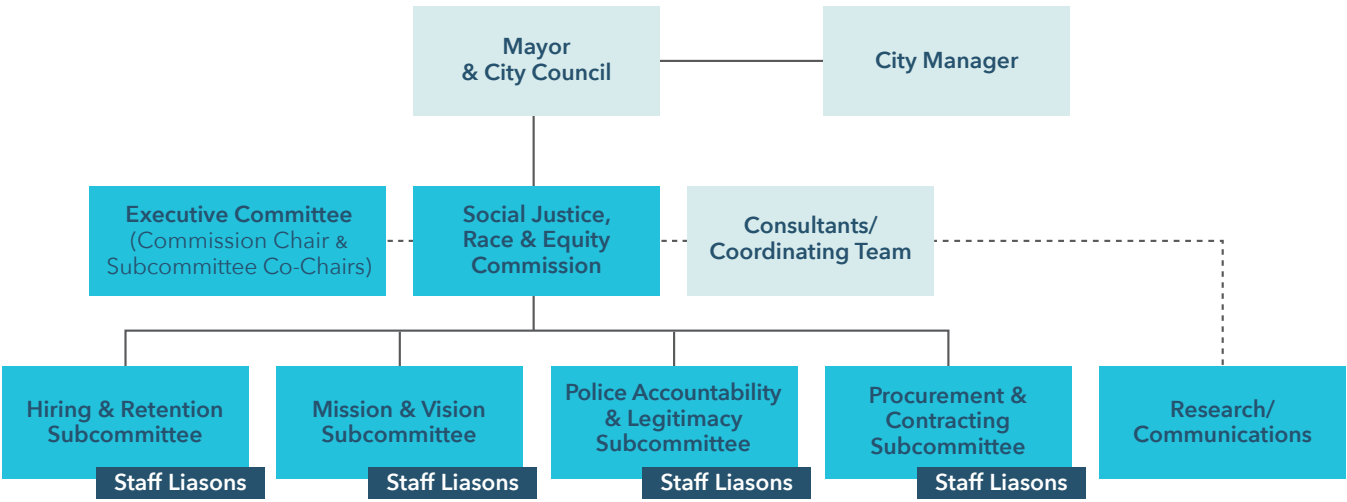 Mayor
& City Council
City Manager
Executive Committee
(Commission Chair &
Subcommittee Co-Chairs)
Social Justice,
Race & Equity
Commission
Consultants/
Coordinating Team
Hiring & Retention
Subcommittee
Staff Liasons
Mission & Vision
Subcommittee
Staff Liasons
Police Accountability
& Legitimacy
Subcommittee
Staff Liasons
Procurement &
Contracting
Subcommittee
Staff Liasons
Research/
Communications